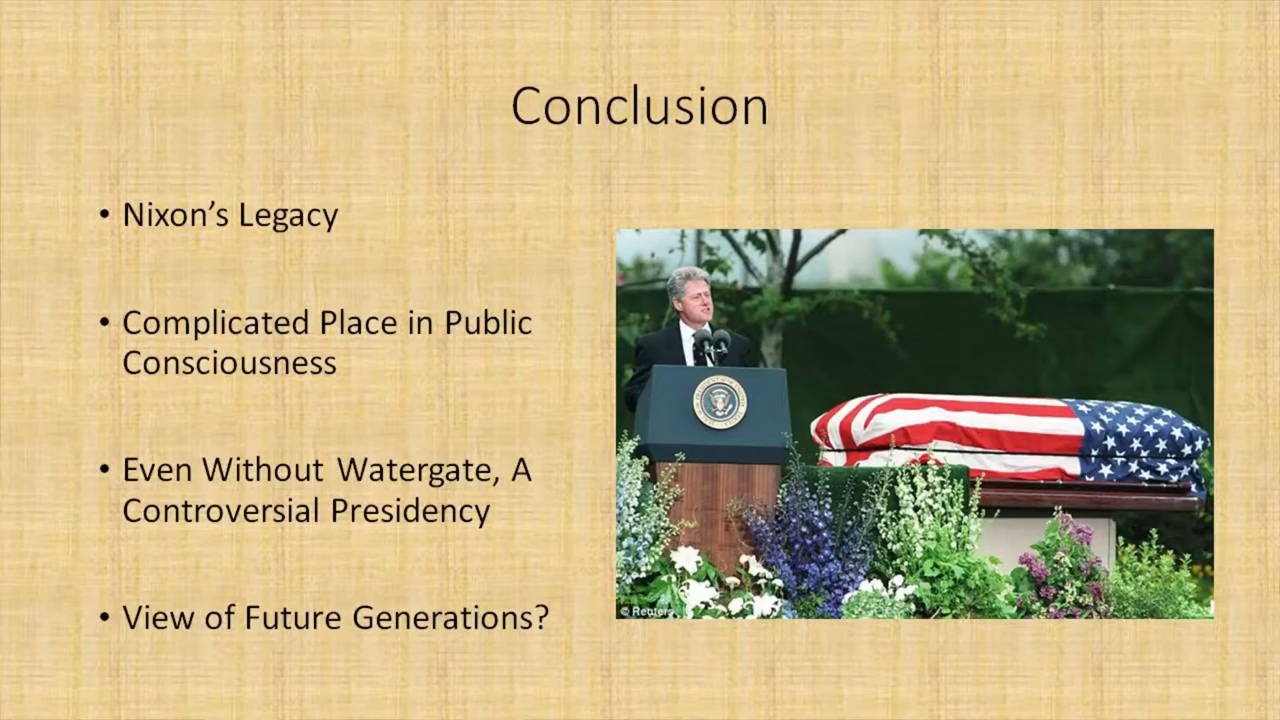 Conclusion
• Nixon’s Legacy
• Complicated Place in Public
Consciousness
• Even Without Watergate, A
Controversial Presidency
• View of Future Generations?
© Reuters